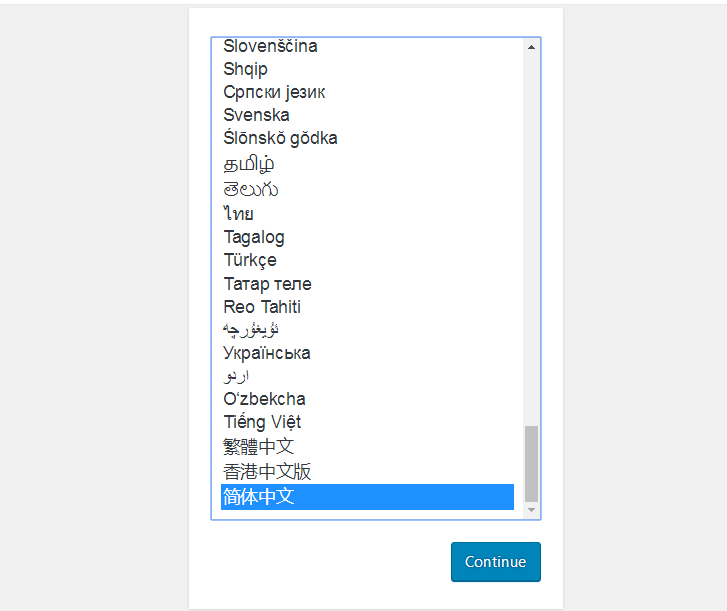 Slovenščina
Shqip
Српски језик
Svenska
Ślōnskŏ gŏdka
தமிழ்
తెలుగు
ไทย
Tagalog
Türkçe
Татар теле
Reo Tahiti
ئۇيغۇرچە
Українська
اردو
O‘zbekcha
Tiếng Việt
繁體中文
香港中文版
简体中文
Continue